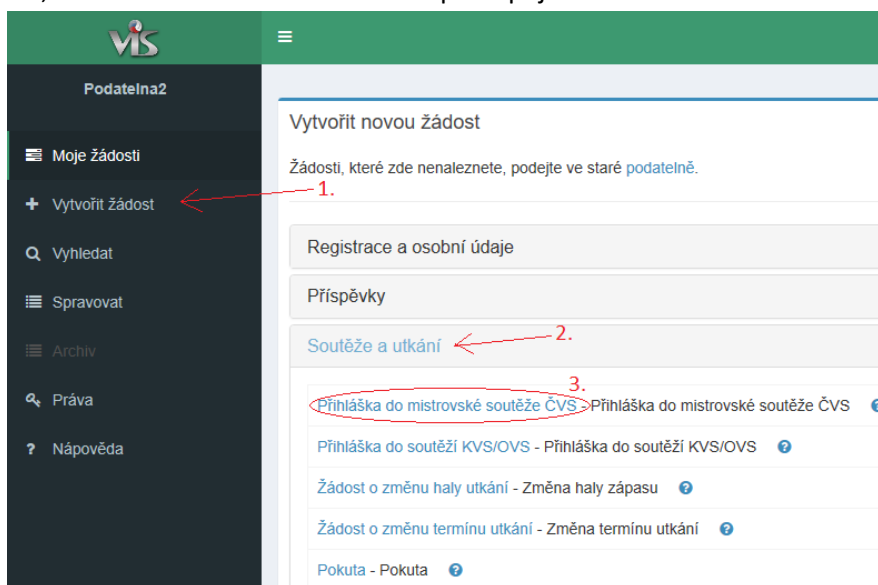 vis
Podatelna2
Moje žádosti
Vytvořit žádost
Vyhledat
Spravovat
Archiv
Práva
Nápověda
Vytvořit novou žádost
Žádosti, které zde nenaleznete, podejte ve staré podatelně.
1.
Registrace a osobní údaje
Příspěvky
Soutěže a utkání
2.
3.
Přihláška do mistrovské soutěže ČVS - Přihláška do mistrovské soutěže ČVS
Přihláška do soutěží KVS/OVS - Přihláška do soutěží KVS/OVS
Žádost o změnu haly utkání - Změna haly zápasu
Žádost o změnu termínu utkání - Změna termínu utkání
Pokuta - Pokuta